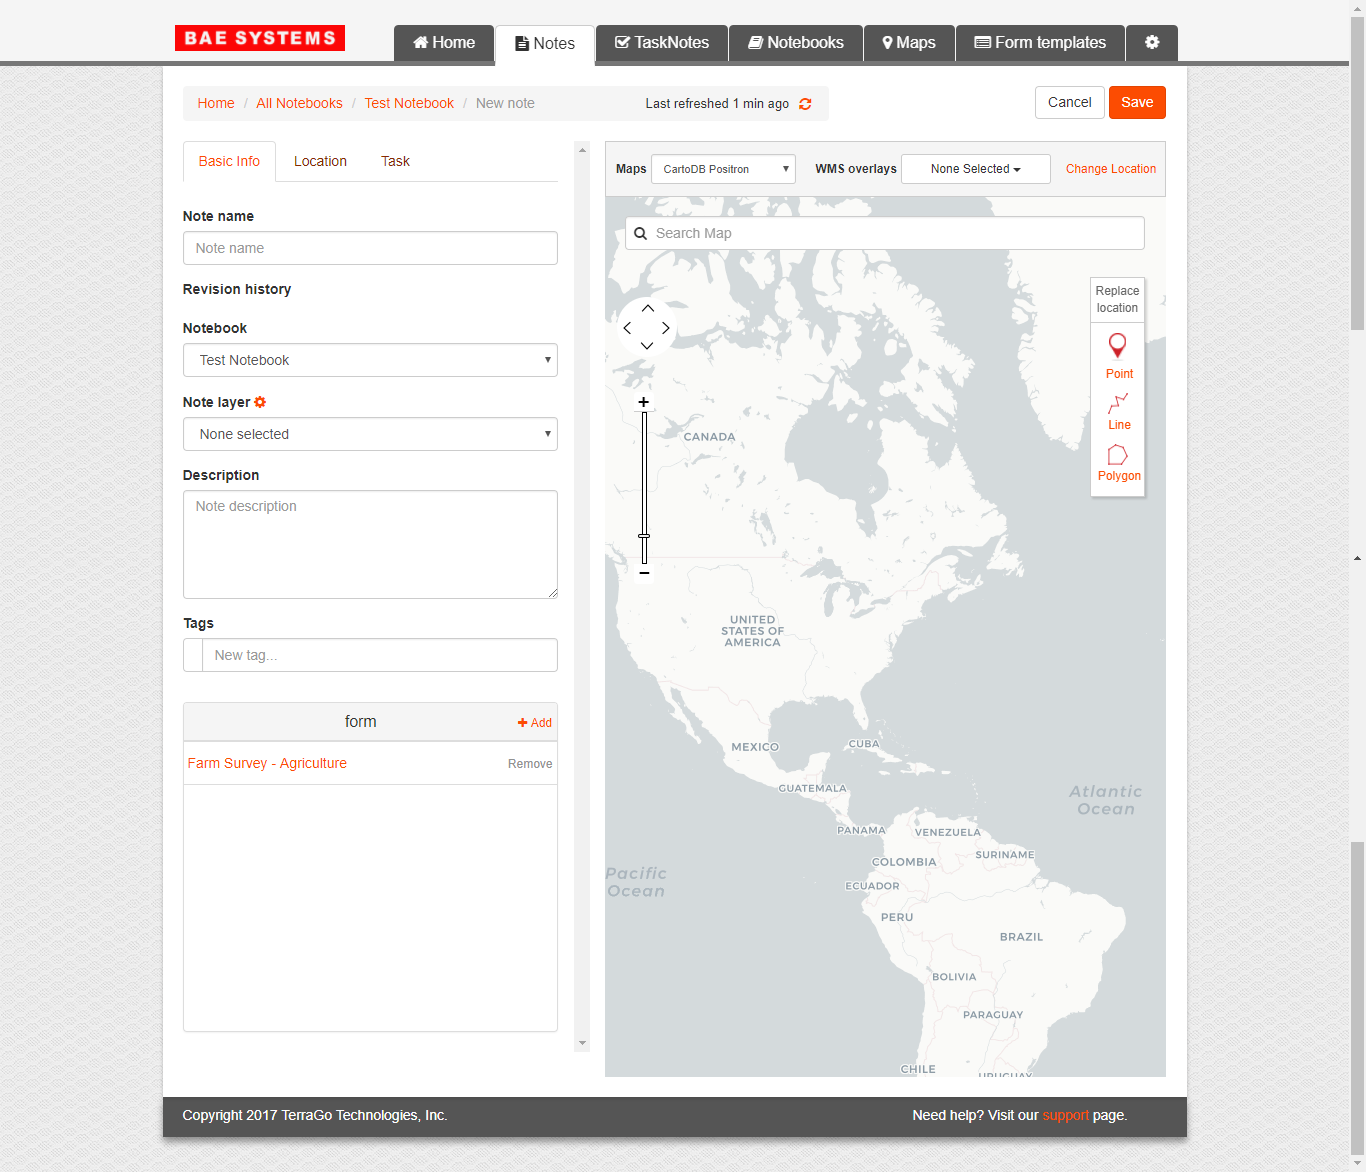 BAE SYSTEMS
Home
Notes
TaskNotes
Notebooks
Maps
Form templates
Home / All Notebooks / Test Notebook / New note
Last refreshed 1 min ago
Cancel
Save
Basic Info
Location
Task
Note name
Note name
Revision history
Notebook
Test Notebook
Note layer
None selected
Description
Note description
Tags
New tag...
form
+ Add
Farm Survey - Agriculture
Remove
Maps
CartoDB Positron
WMS overlays
None Selected
Change Location
Search Map
Replace
location
Point
Line
Polygon
+
−
CANADA
UNITED
STATES OF
AMERICA
MEXICO
CUBA
GUATEMALA
Atlantic
Ocean
PANAMA
VENEZUELA
SURINAME
COLOMBIA
Pacific
Ocean
ECUADOR
PERU
BRAZIL
BOLIVIA
PARAGUAY
CHILE
URUGUAY
Copyright 2017 TerraGo Technologies, Inc.
Need help? Visit our support page.